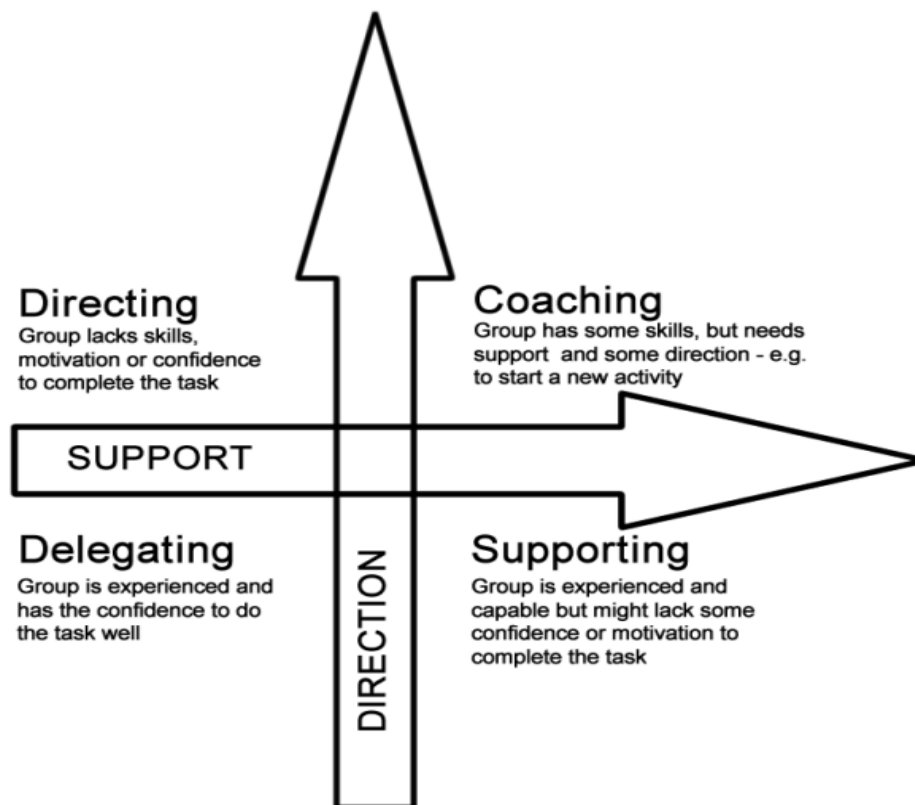 Directing
Group lacks skills,
motivation or confidence
to complete the task
Coaching
Group has some skills, but needs
support and some direction - e.g.
to start a new activity
SUPPORT
Delegating
Group is experienced and
has the confidence to do
the task well
DIRECTION
Supporting
Group is experienced and
capable but might lack some
confidence or motivation to
complete the task